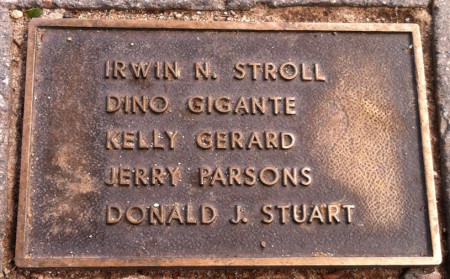 IRWIN N. STROLL
DINO GIGANTE
KELLY GERARD
JERRY PARSONS
DONALD J. STUART